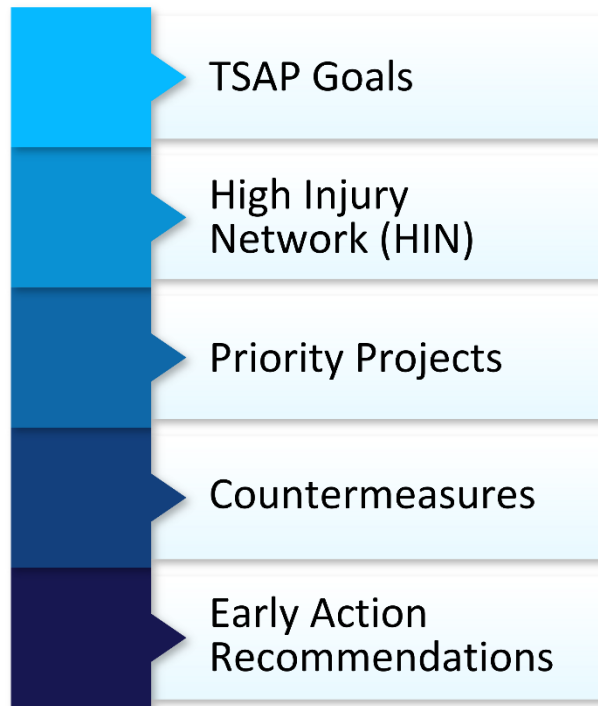 TSAP Goals
High Injury
Network (HIN)
Priority Projects
Countermeasures
Early Action
Recommendations